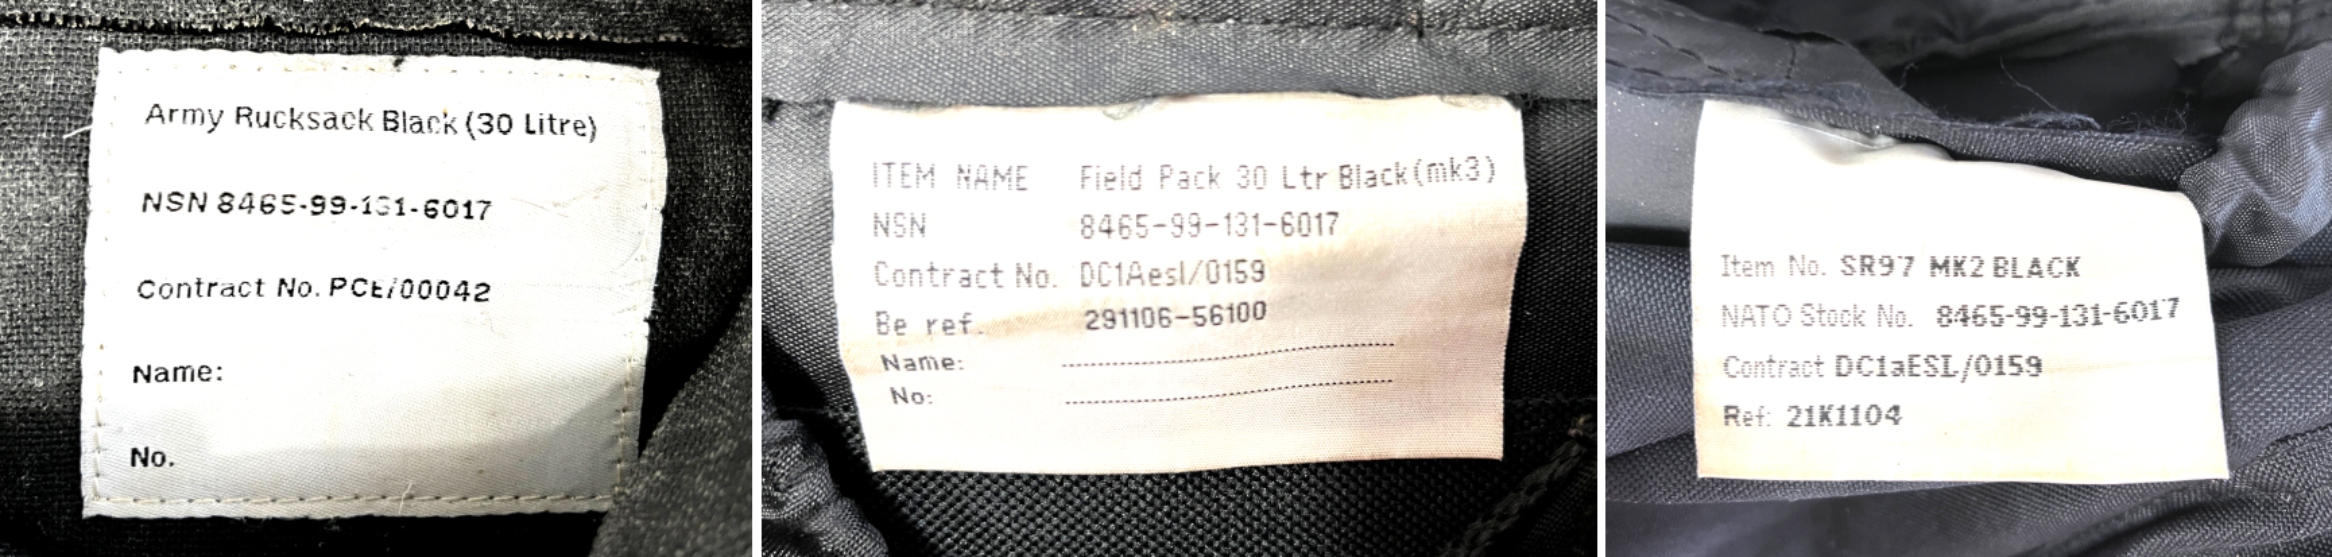 Army Rucksack Black (30 Litre)
NSN 8465-99-131-6017
Contract No. PCE/00042
Name:
No.
ITEM NAME Field Pack 30 Ltr Black(mk3)
NSN 8465-99-131-6017
Contract No. DC1Aesl/0159
Be ref. 291106-56100
Name:
No:
Item No. SR97 MK2 BLACK
NATO Stock No. 8465-99-131-6017
Contract DC1aESL/0159
Ref: 21K1104